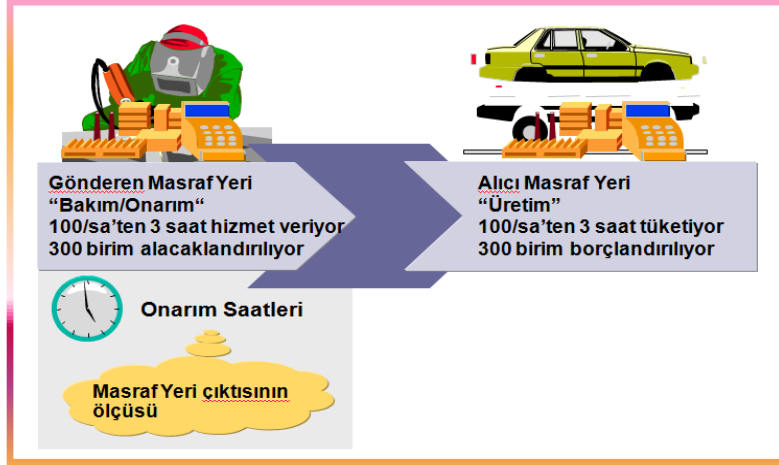 Gönderen Masraf Yeri
“Bakım/Onarım“
100/sa’ten 3 saat hizmet veriyor
300 birim alacaklandırılıyor
Alıcı Masraf Yeri
“Üretim”
100/sa’ten 3 saat tüketiyor
300 birim borçlandırılıyor
Onarım Saatleri
Masraf Yeri çıktısının
ölçüsü